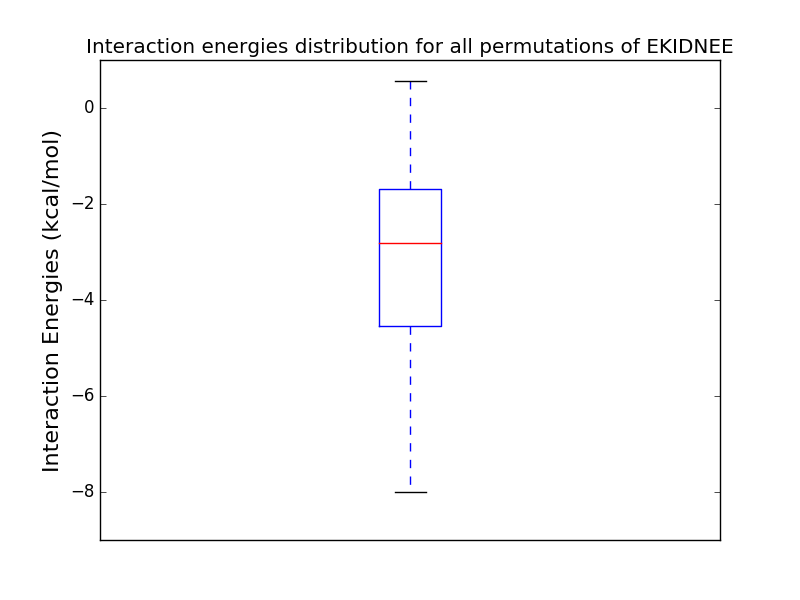 Interaction energies distribution for all permutations of EKIDNEE
Interaction Energies (kcal/mol)
0
−2
−4
−6
−8